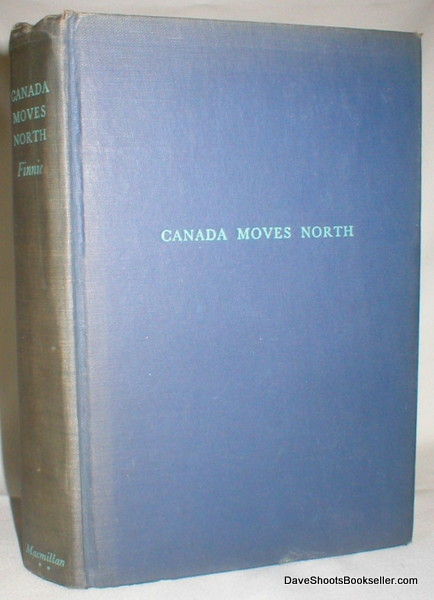 CANADA
MOVES
NORTH
Finnie
CANADA MOVES NORTH
Macmillan
DaveShootsBookseller.com